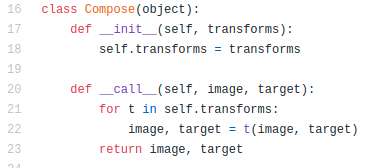 16 class Compose(object):
17     def __init__(self, transforms):
18         self.transforms = transforms
19
20     def __call__(self, image, target):
21         for t in self.transforms:
22             image, target = t(image, target)
23         return image, target